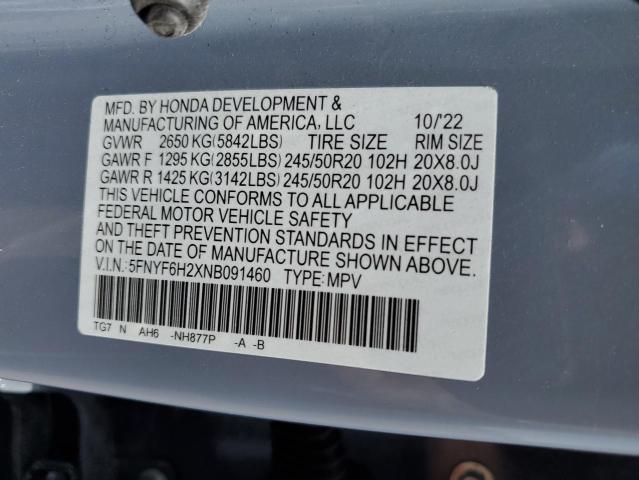 MFD. BY HONDA DEVELOPMENT &
MANUFACTURING OF AMERICA, LLC 10/'22
GVWR 2650 KG(5842LBS) TIRE SIZE RIM SIZE
GAWR F 1295 KG(2855LBS) 245/50R20 102H 20X8.0J
GAWR R 1425 KG(3142LBS) 245/50R20 102H 20X8.0J
THIS VEHICLE CONFORMS TO ALL APPLICABLE
FEDERAL MOTOR VEHICLE SAFETY
AND THEFT PREVENTION STANDARDS IN EFFECT
ON THE DATE OF MANUFACTURE SHOWN ABOVE.
V.I.N.:5FNYF6H2XNB091460 TYPE:MPV
TG7 N AH6 -NH877P -A -B